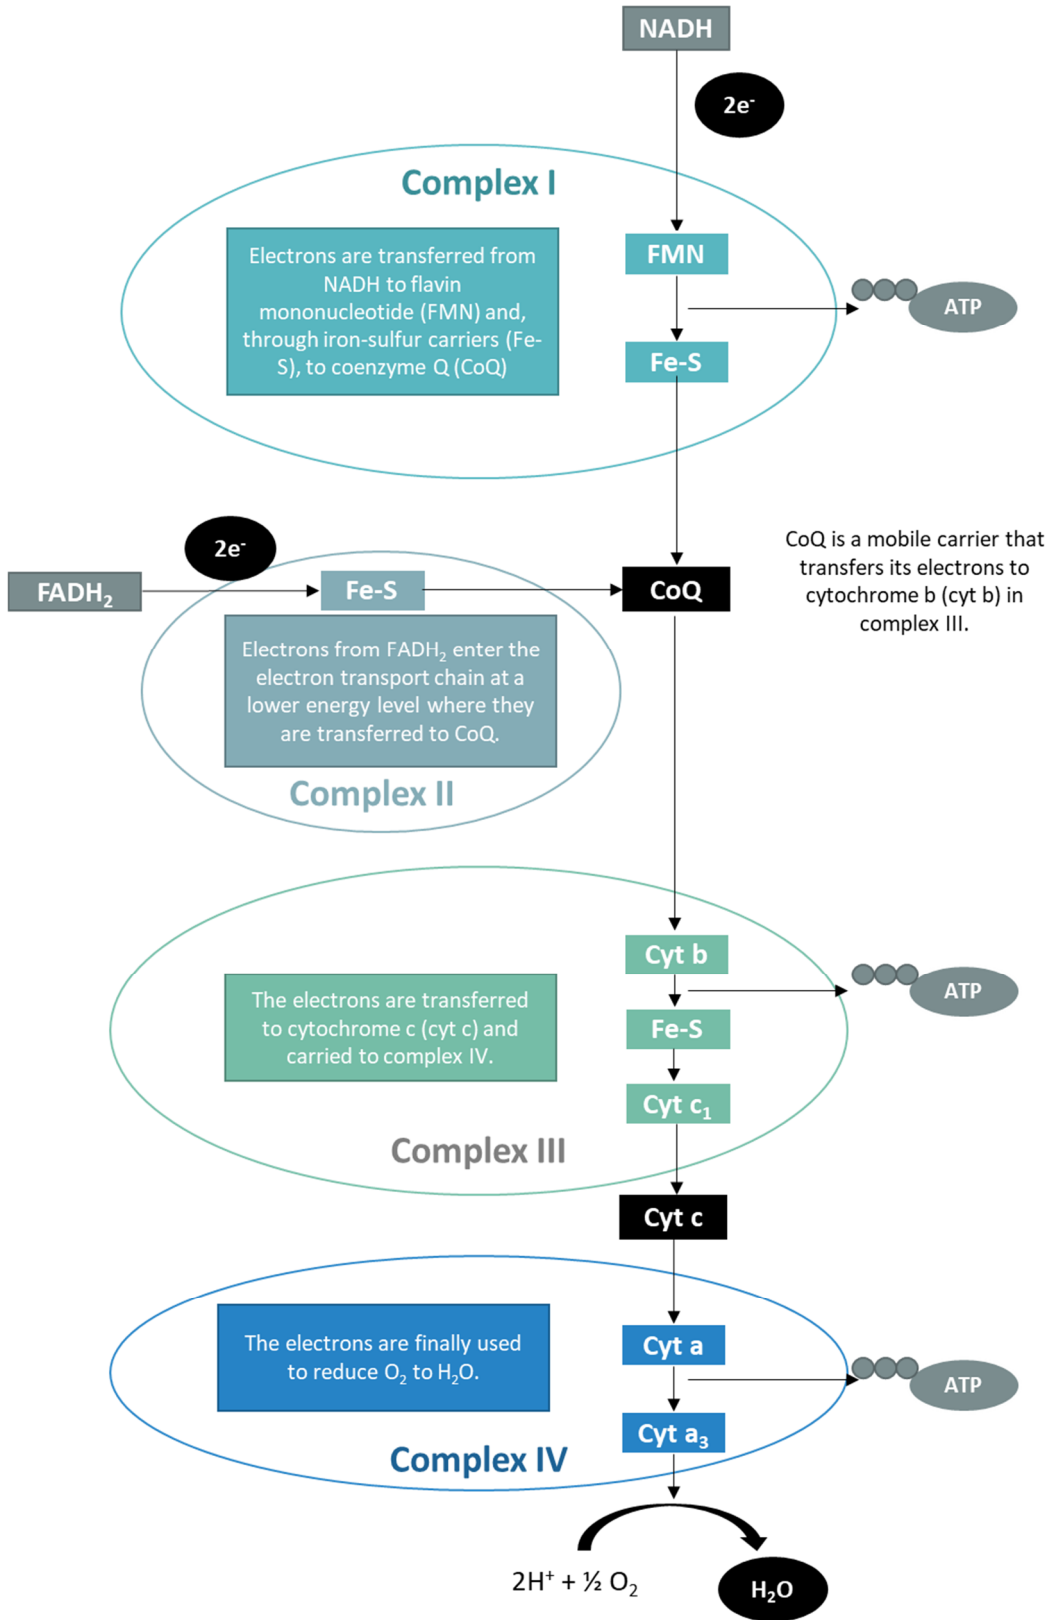 NADH
2e⁻
Complex I
Electrons are transferred from
NADH to flavin
mononucleotide (FMN) and,
through iron-sulfur carriers (Fe-
S), to coenzyme Q (CoQ)
FMN
ATP
Fe-S
2e⁻
FADH₂
Fe-S
CoQ
CoQ is a mobile carrier that
transfers its electrons to
cytochrome b (cyt b) in
complex III.
Electrons from FADH₂ enter the
electron transport chain at a
lower energy level where they
are transferred to CoQ.
Complex II
Cyt b
ATP
The electrons are transferred
to cytochrome c (cyt c) and
carried to complex IV.
Fe-S
Cyt c₁
Complex III
Cyt c
The electrons are finally used
to reduce O₂ to H₂O.
Cyt a
ATP
Cyt a₃
Complex IV
2H⁺ + ½ O₂
H₂O